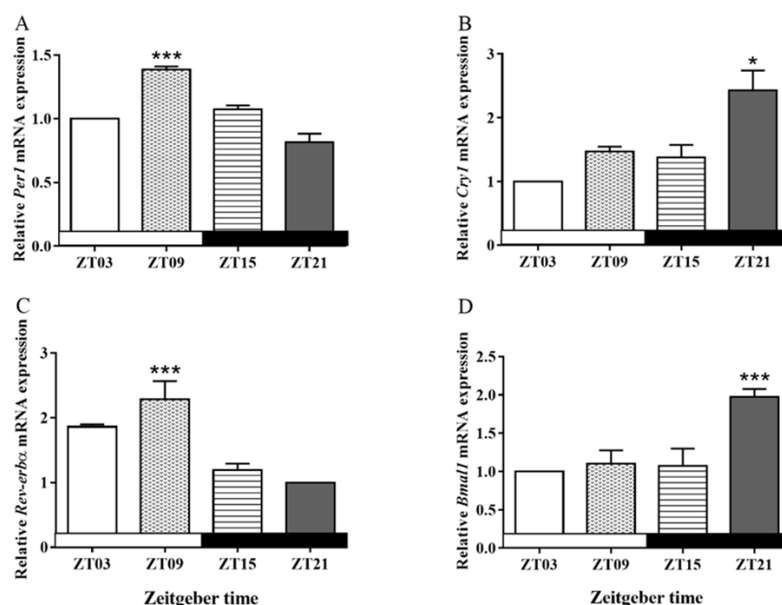 A
Relative Per1 mRNA expression
1.5
1.0
0.5
0.0
***
ZT03 ZT09 ZT15 ZT21
B
Relative Cry1 mRNA expression
3
2
1
0
*
ZT03 ZT09 ZT15 ZT21
C
Relative Rev-erbα mRNA expression
3
2
1
0
***
ZT03 ZT09 ZT15 ZT21
Zeitgeber time
D
Relative Bmal1 mRNA expression
2.5
2.0
1.5
1.0
0.5
0.0
***
ZT03 ZT09 ZT15 ZT21
Zeitgeber time